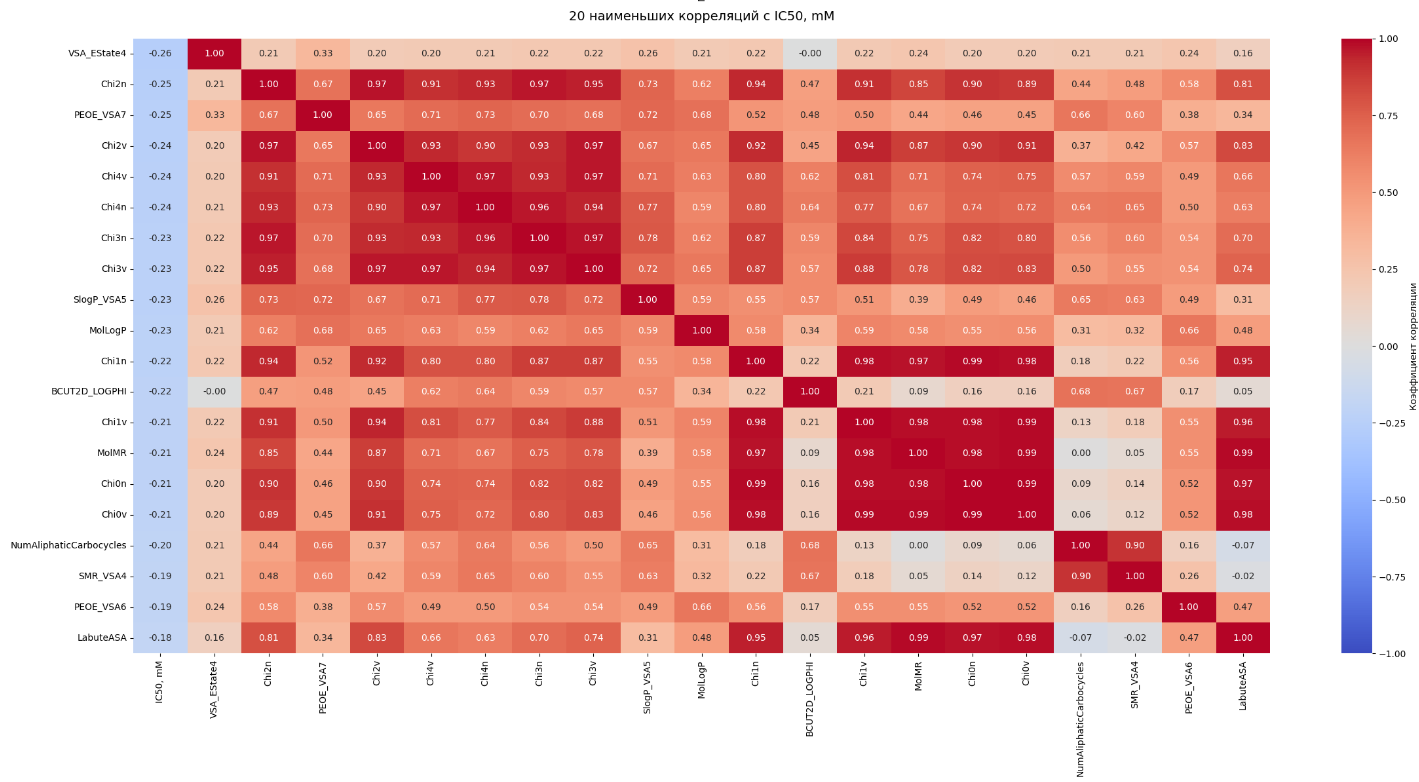 20 наименьших корреляций с IC50, mM
VSA_EState4 -0.26 1.00 0.21 0.33 0.20 0.20 0.21 0.22 0.22 0.26 0.21 0.22 -0.00 0.22 0.24 0.20 0.20 0.21 0.21 0.24 0.16
Chi2n -0.25 0.21 1.00 0.67 0.97 0.91 0.93 0.97 0.95 0.73 0.62 0.94 0.47 0.91 0.85 0.90 0.89 0.44 0.48 0.58 0.81
PEOE_VSA7 -0.25 0.33 0.67 1.00 0.65 0.71 0.73 0.70 0.68 0.72 0.68 0.52 0.48 0.50 0.44 0.46 0.45 0.66 0.60 0.38 0.34
Chi2v -0.24 0.20 0.97 0.65 1.00 0.93 0.90 0.93 0.97 0.67 0.65 0.92 0.45 0.94 0.87 0.90 0.91 0.37 0.42 0.57 0.83
Chi4v -0.24 0.20 0.91 0.71 0.93 1.00 0.97 0.93 0.97 0.71 0.63 0.80 0.62 0.81 0.71 0.74 0.75 0.57 0.59 0.49 0.66
Chi4n -0.24 0.21 0.93 0.73 0.90 0.97 1.00 0.96 0.94 0.77 0.59 0.80 0.64 0.77 0.67 0.74 0.72 0.64 0.65 0.50 0.63
Chi3n -0.23 0.22 0.97 0.70 0.93 0.93 0.96 1.00 0.97 0.78 0.62 0.87 0.59 0.84 0.75 0.82 0.80 0.56 0.60 0.54 0.70
Chi3v -0.23 0.22 0.95 0.68 0.97 0.97 0.94 0.97 1.00 0.72 0.65 0.87 0.57 0.88 0.78 0.82 0.83 0.50 0.55 0.54 0.74
SlogP_VSA5 -0.23 0.26 0.73 0.72 0.67 0.71 0.77 0.78 0.72 1.00 0.59 0.55 0.57 0.51 0.39 0.49 0.46 0.65 0.63 0.49 0.31
MolLogP -0.23 0.21 0.62 0.68 0.65 0.63 0.59 0.62 0.65 0.59 1.00 0.58 0.34 0.59 0.58 0.55 0.56 0.31 0.32 0.66 0.48
Chi1n -0.22 0.22 0.94 0.52 0.92 0.80 0.80 0.87 0.87 0.55 0.58 1.00 0.22 0.98 0.97 0.99 0.98 0.18 0.22 0.56 0.95
BCUT2D_LOGPHI -0.22 -0.00 0.47 0.48 0.45 0.62 0.64 0.59 0.57 0.57 0.34 0.22 1.00 0.21 0.09 0.16 0.16 0.68 0.67 0.17 0.05
Chi1v -0.21 0.22 0.91 0.50 0.94 0.81 0.77 0.84 0.88 0.51 0.59 0.98 0.21 1.00 0.98 0.98 0.99 0.13 0.18 0.55 0.96
MolMR -0.21 0.24 0.85 0.44 0.87 0.71 0.67 0.75 0.78 0.39 0.58 0.97 0.09 0.98 1.00 0.98 0.99 0.00 0.05 0.55 0.99
Chi0n -0.21 0.20 0.90 0.46 0.90 0.74 0.74 0.82 0.82 0.49 0.55 0.99 0.16 0.98 0.98 1.00 0.99 0.09 0.14 0.52 0.97
Chi0v -0.21 0.20 0.89 0.45 0.91 0.75 0.72 0.80 0.83 0.46 0.56 0.98 0.16 0.99 0.99 0.99 1.00 0.06 0.12 0.52 0.98
NumAliphaticCarbocycles -0.20 0.21 0.44 0.66 0.37 0.57 0.64 0.56 0.50 0.65 0.31 0.18 0.68 0.13 0.00 0.09 0.06 1.00 0.90 0.16 -0.07
SMR_VSA4 -0.19 0.21 0.48 0.60 0.42 0.59 0.65 0.60 0.55 0.63 0.32 0.22 0.67 0.18 0.05 0.14 0.12 0.90 1.00 0.26 -0.02
PEOE_VSA6 -0.19 0.24 0.58 0.38 0.57 0.49 0.50 0.54 0.54 0.49 0.66 0.56 0.17 0.55 0.55 0.52 0.52 0.16 0.26 1.00 0.47
LabuteASA -0.18 0.16 0.81 0.34 0.83 0.66 0.63 0.70 0.74 0.31 0.48 0.95 0.05 0.96 0.99 0.97 0.98 -0.07 -0.02 0.47 1.00
IC50, mM VSA_EState4 Chi2n PEOE_VSA7 Chi2v Chi4v Chi4n Chi3n Chi3v SlogP_VSA5 MolLogP Chi1n BCUT2D_LOGPHI Chi1v MolMR Chi0n Chi0v NumAliphaticCarbocycles SMR_VSA4 PEOE_VSA6 LabuteASA
1.00
0.75
0.50
0.25
0.00
−0.25
−0.50
−0.75
−1.00
Коэффициент корреляции